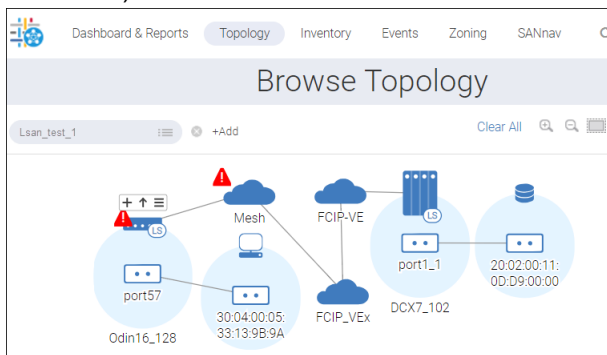 Dashboard & Reports Topology Inventory Events Zoning SANnav
Browse Topology
Lsan_test_1 +Add Clear All
Mesh FCIP-VE
LS LS
port57 port1_1 20:02:00:11:
0D:D9:00:00
30:04:00:05:
33:13:9B:9A
FCIP_VEx DCX7_102
Odin16_128